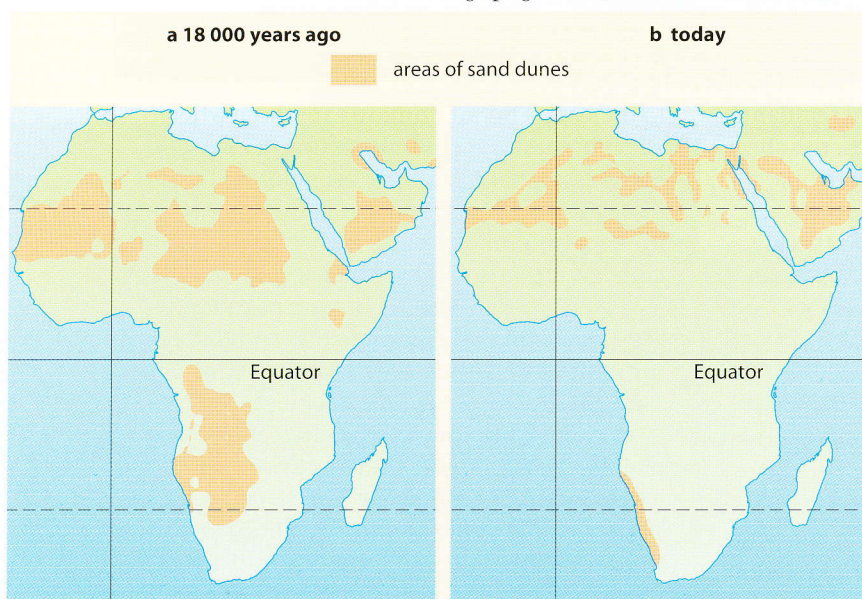 a 18 000 years ago
b today
areas of sand dunes
Equator
Equator